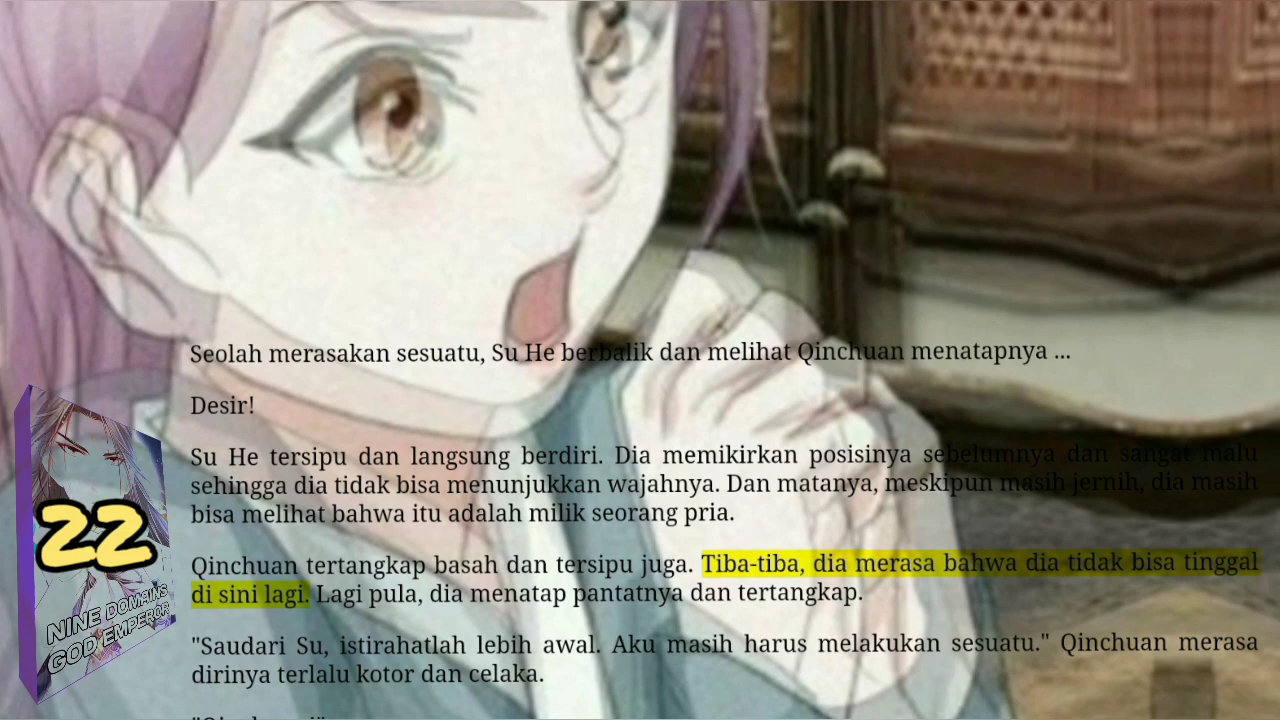 Seolah merasakan sesuatu, Su He berbalik dan melihat Qinchuan menatapnya ...
Desir!
Su He tersipu dan langsung berdiri. Dia memikirkan posisinya sebelumnya dan sangat malu
sehingga dia tidak bisa menunjukkan wajahnya. Dan matanya, meskipun masih jernih, dia masih
bisa melihat bahwa itu adalah milik seorang pria.
Qinchuan tertangkap basah dan tersipu juga. Tiba-tiba, dia merasa bahwa dia tidak bisa tinggal
di sini lagi. Lagi pula, dia menatap pantatnya dan tertangkap.
"Saudari Su, istirahatlah lebih awal. Aku masih harus melakukan sesuatu." Qinchuan merasa
dirinya terlalu kotor dan celaka.
22
NINE DOMAINS
GOD EMPEROR